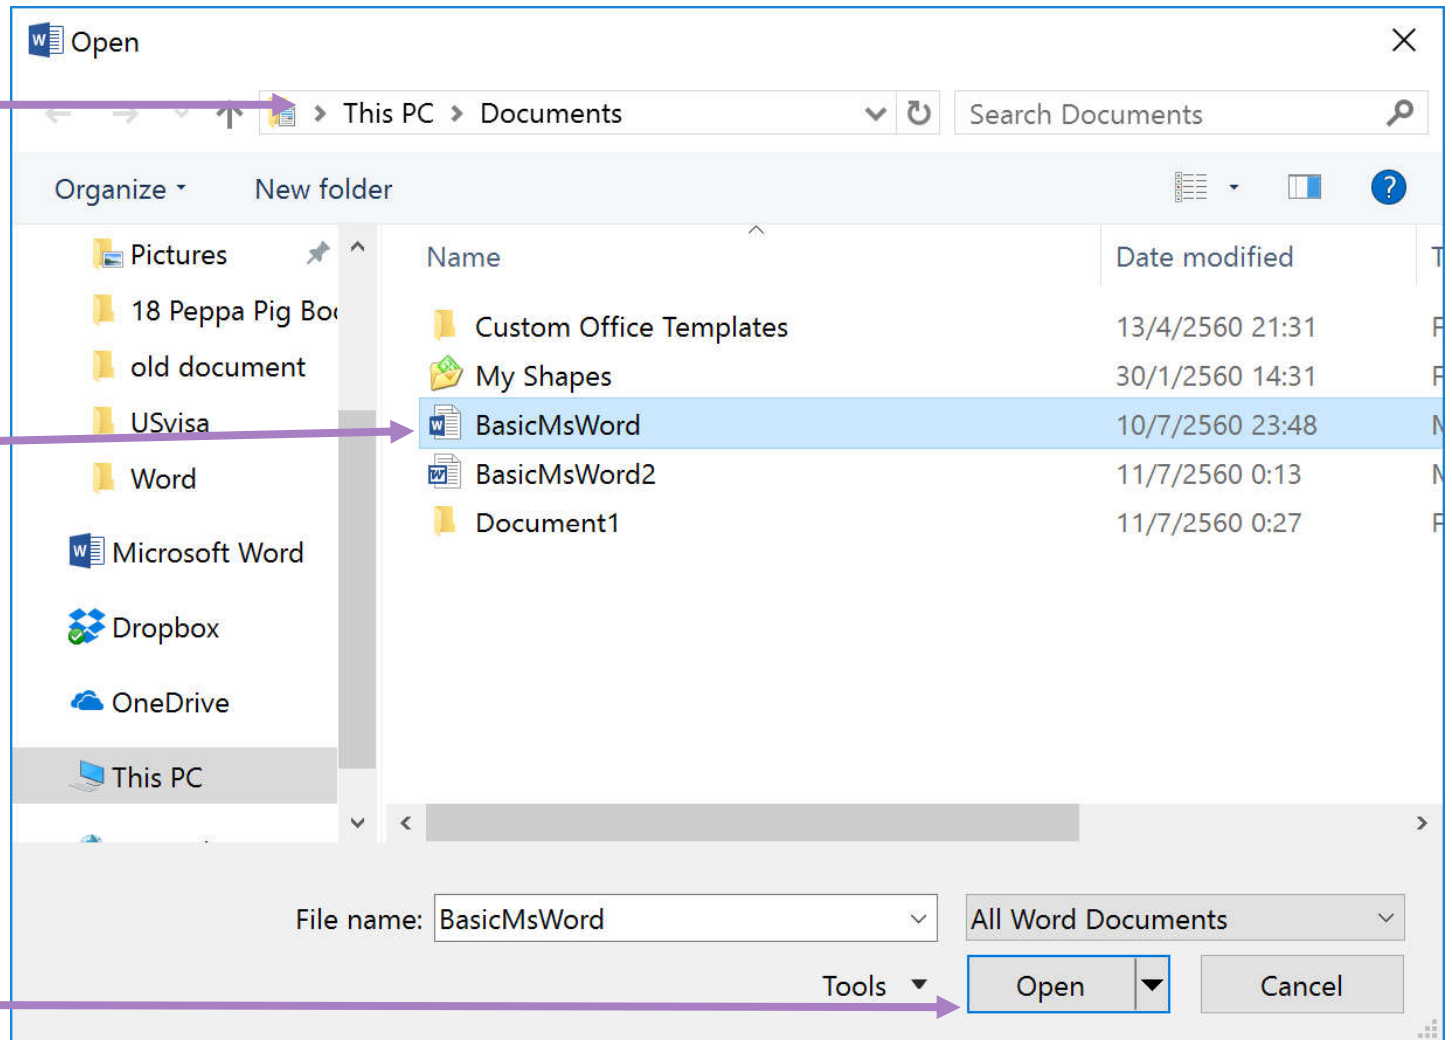 Open
This PC > Documents
Search Documents
Organize
New folder
Name
Date modified
Pictures
18 Peppa Pig
old document
USvisa
Word
Microsoft Word
Dropbox
OneDrive
This PC
Custom Office Templates 13/4/2560 21:31
My Shapes 30/1/2560 14:31
BasicMsWord 10/7/2560 23:48
BasicMsWord2 11/7/2560 0:13
Document1 11/7/2560 0:27
File name: BasicMsWord
All Word Documents
Tools
Open
Cancel